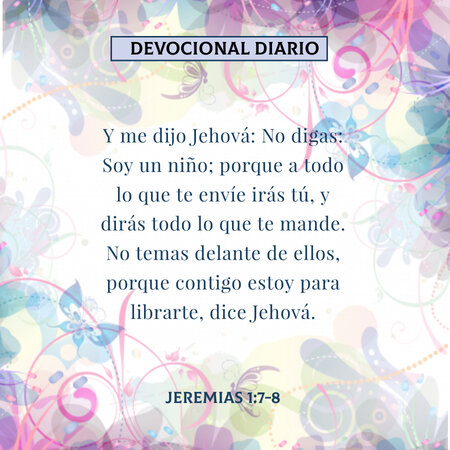 DEVOCIONAL DIARIO
Y me dijo Jehová: No digas:
Soy un niño; porque a todo
lo que te envíe irás tú, y
dirás todo lo que te mande.
No temas delante de ellos,
porque contigo estoy para
librarte, dice Jehová.
JEREMIAS 1:7-8